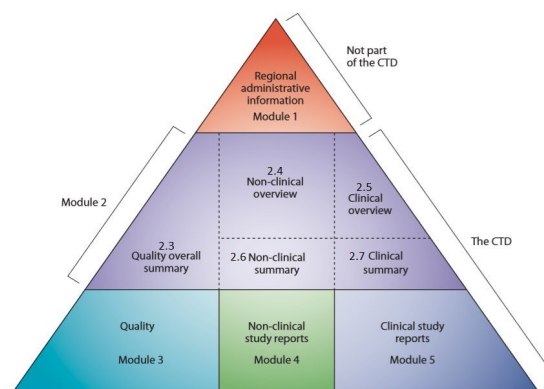 Regional
administrative
information
Module 1
Not part
of the CTD
Module 2
2.4
Non-clinical
overview
2.5
Clinical
overview
2.3
Quality overall
summary
2.6 Non-clinical
summary
2.7 Clinical
summary
The CTD
Quality
Module 3
Non-clinical
study reports
Module 4
Clinical study
reports
Module 5